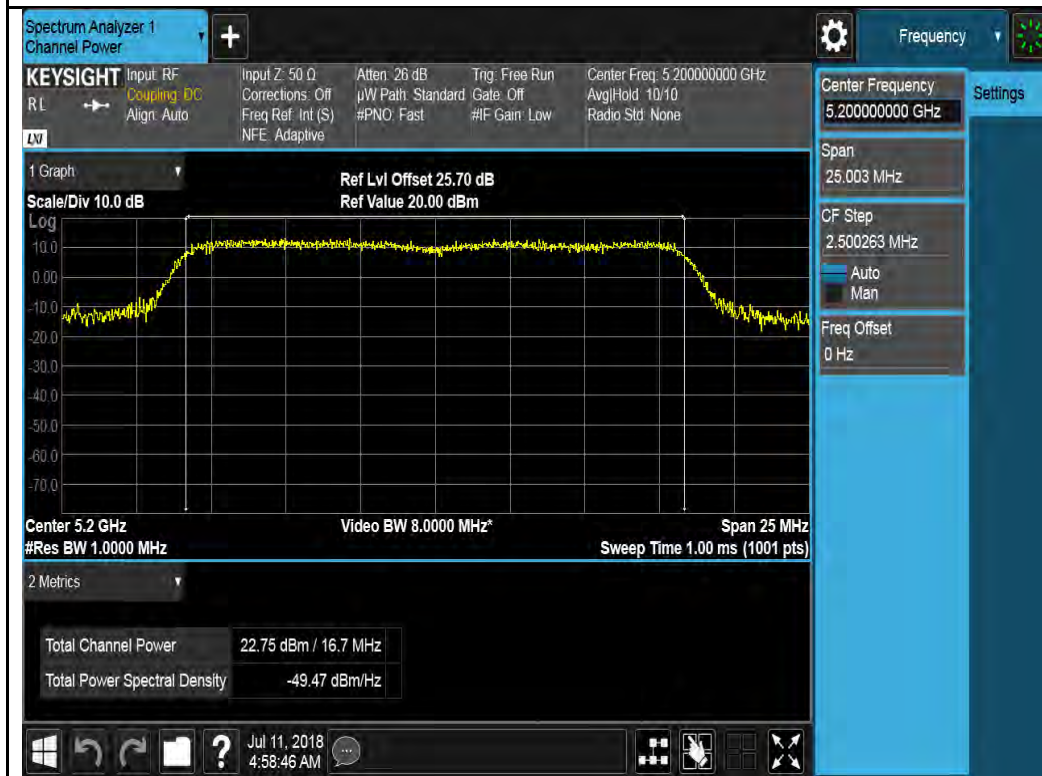 Spectrum Analyzer 1
Channel Power
+
Frequency
KEYSIGHT
RL
LXI
Input: RF
Coupling: DC
Align: Auto
Input Z: 50 Ω
Corrections: Off
Freq Ref: Int (S)
NFE: Adaptive
Atten: 26 dB
µW Path: Standard
#PNO: Fast
Trig: Free Run
Gate: Off
#IF Gain: Low
Center Freq: 5.200000000 GHz
Avg|Hold: 10/10
Radio Std: None
Center Frequency
5.200000000 GHz
Settings
Span
25.003 MHz
CF Step
2.500263 MHz
Auto
Man
Freq Offset
0 Hz
1 Graph
Scale/Div 10.0 dB
Ref Lvl Offset 25.70 dB
Ref Value 20.00 dBm
Log
10.0
0.00
-10.0
-20.0
-30.0
-40.0
-50.0
-60.0
-70.0
Center 5.2 GHz
Video BW 8.0000 MHz*
Span 25 MHz
#Res BW 1.0000 MHz
Sweep Time 1.00 ms (1001 pts)
2 Metrics
Total Channel Power 22.75 dBm / 16.7 MHz
Total Power Spectral Density -49.47 dBm/Hz
?
Jul 11, 2018
4:58:46 AM